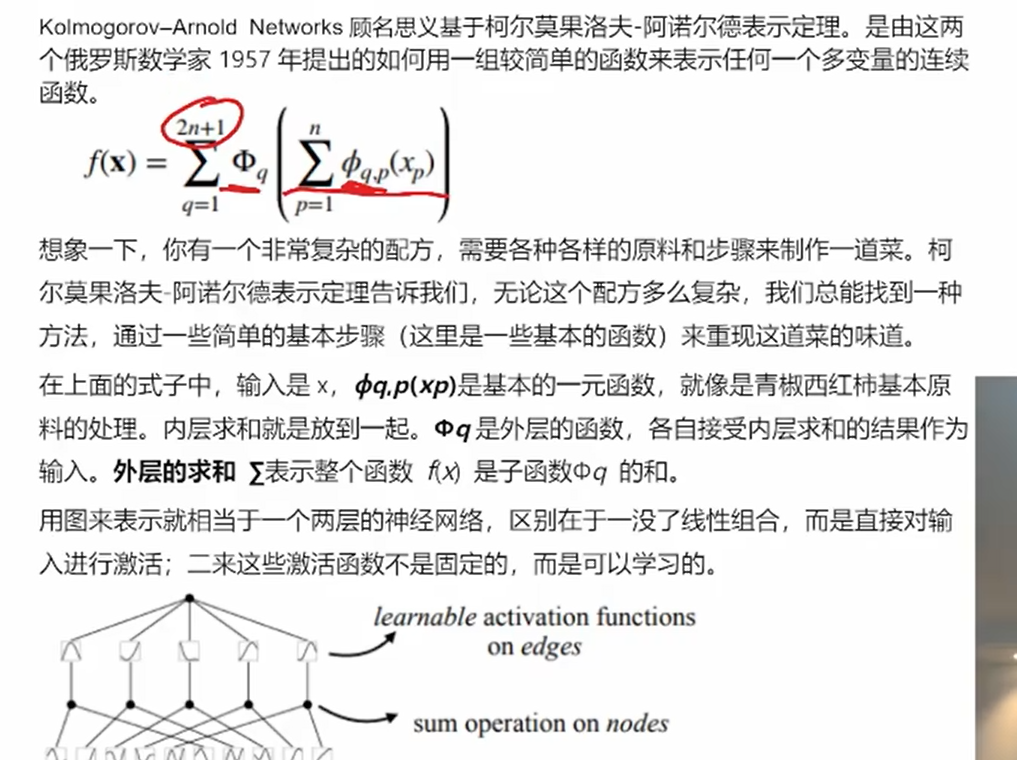 Kolmogorov–Arnold Networks 顾名思义基于柯尔莫果洛夫-阿诺尔德表示定理。是由这两
个俄罗斯数学家 1957 年提出的如何用一组较简单的函数来表示任何一个多变量的连续
函数。
f(x) = ∑_{q=1}^{2n+1} Φ_q ( ∑_{p=1}^{n} ϕ_{q,p}(x_p) )
想象一下，你有一个非常复杂的配方，需要各种各样的原料和步骤来制作一道菜。柯
尔莫果洛夫-阿诺尔德表示定理告诉我们，无论这个配方多么复杂，我们总能找到一种
方法，通过一些简单的基本步骤（这里是一些基本的函数）来重现这道菜的味道。
在上面的式子中，输入是 x，ϕq,p(xp)是基本的一元函数，就像是青椒西红柿基本原
料的处理。内层求和就是放到一起。Φq 是外层的函数，各自接受内层求和的结果作为
输入。外层的求和 ∑表示整个函数 f(x) 是子函数Φq 的和。
用图来表示就相当于一个两层的神经网络，区别在于一没了线性组合，而是直接对输
入进行激活；二来这些激活函数不是固定的，而是可以学习的。
learnable activation functions
on edges
sum operation on nodes